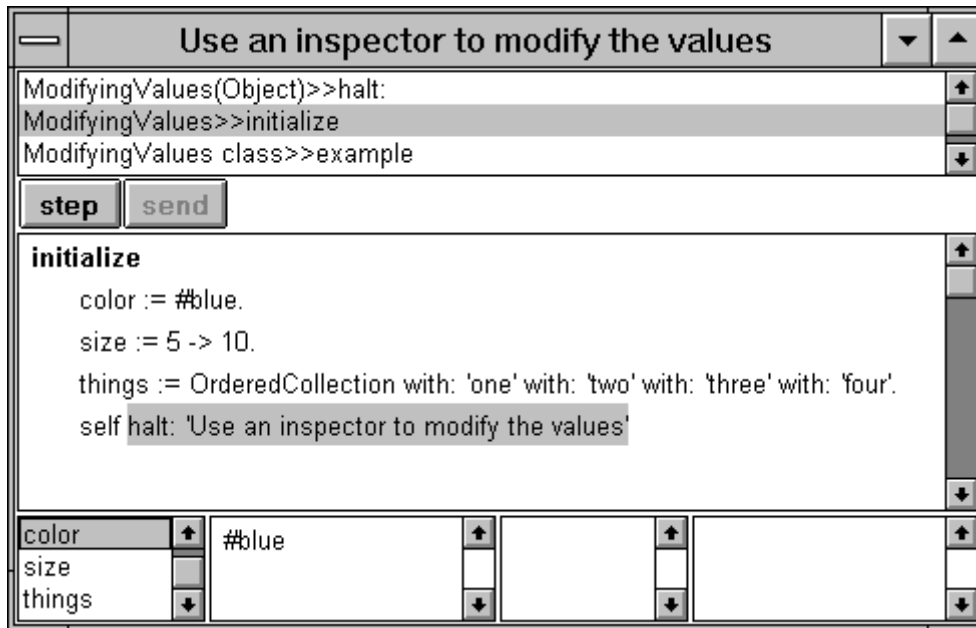 Use an inspector to modify the values
ModifyingValues(Object)>>halt:
ModifyingValues>>initialize
ModifyingValues class>>example
step send
initialize
color := #blue.
size := 5 -> 10.
things := OrderedCollection with: 'one' with: 'two' with: 'three' with: 'four'.
self halt: 'Use an inspector to modify the values'
color #blue
size
things